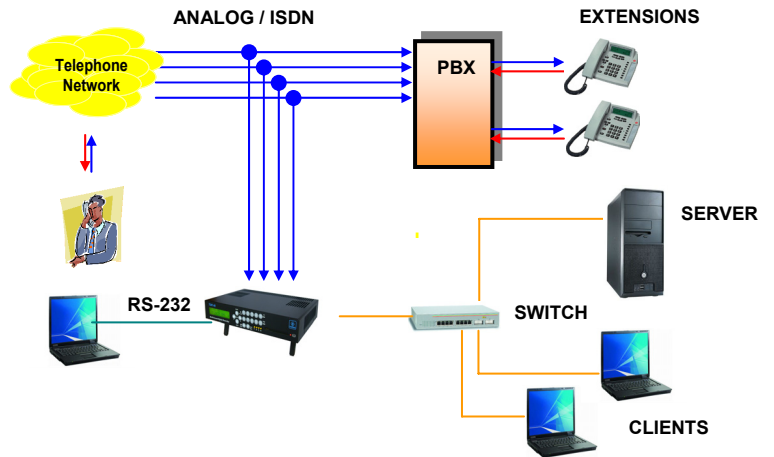 ANALOG / ISDN
EXTENSIONS
Telephone
Network
PBX
SERVER
RS-232
SWITCH
CLIENTS